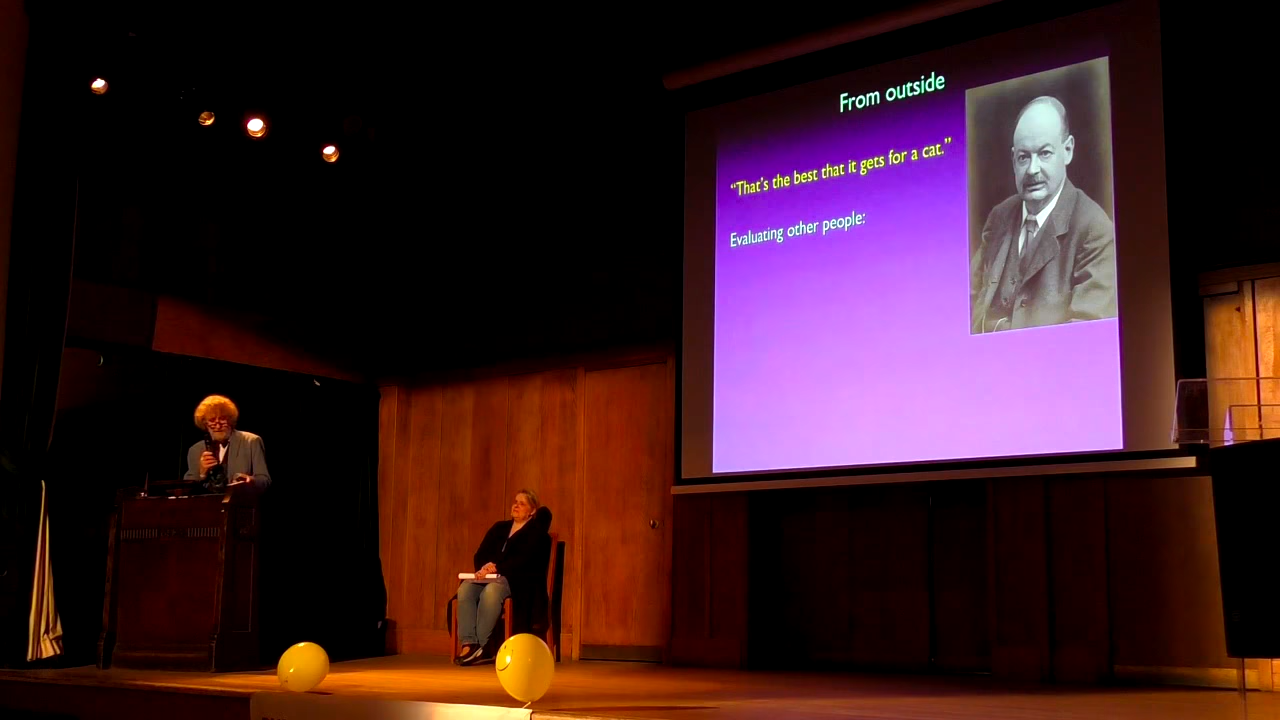 From outside
“That’s the best that it gets for a cat.”
Evaluating other people: